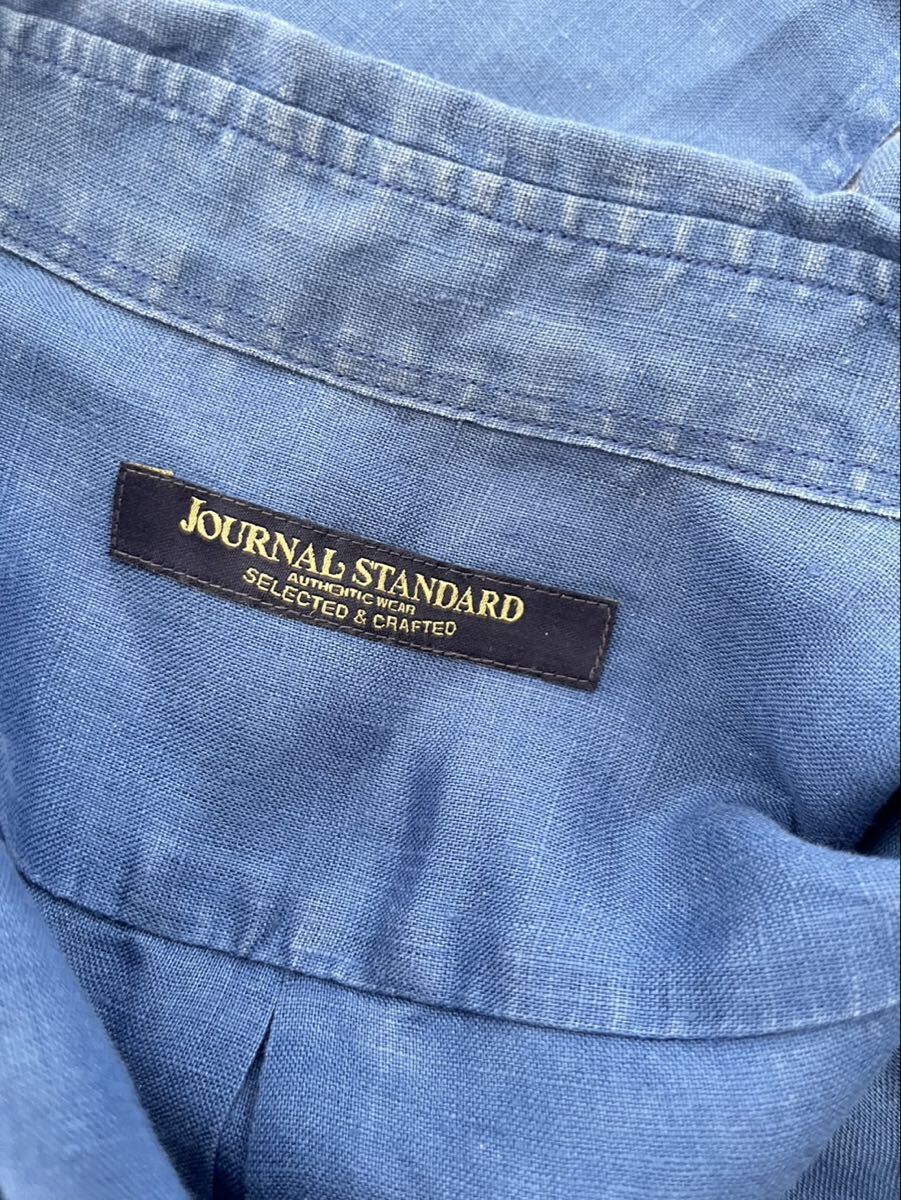 JOURNAL STANDARD
AUTHENTIC WEAR
SELECTED & CRAFTED